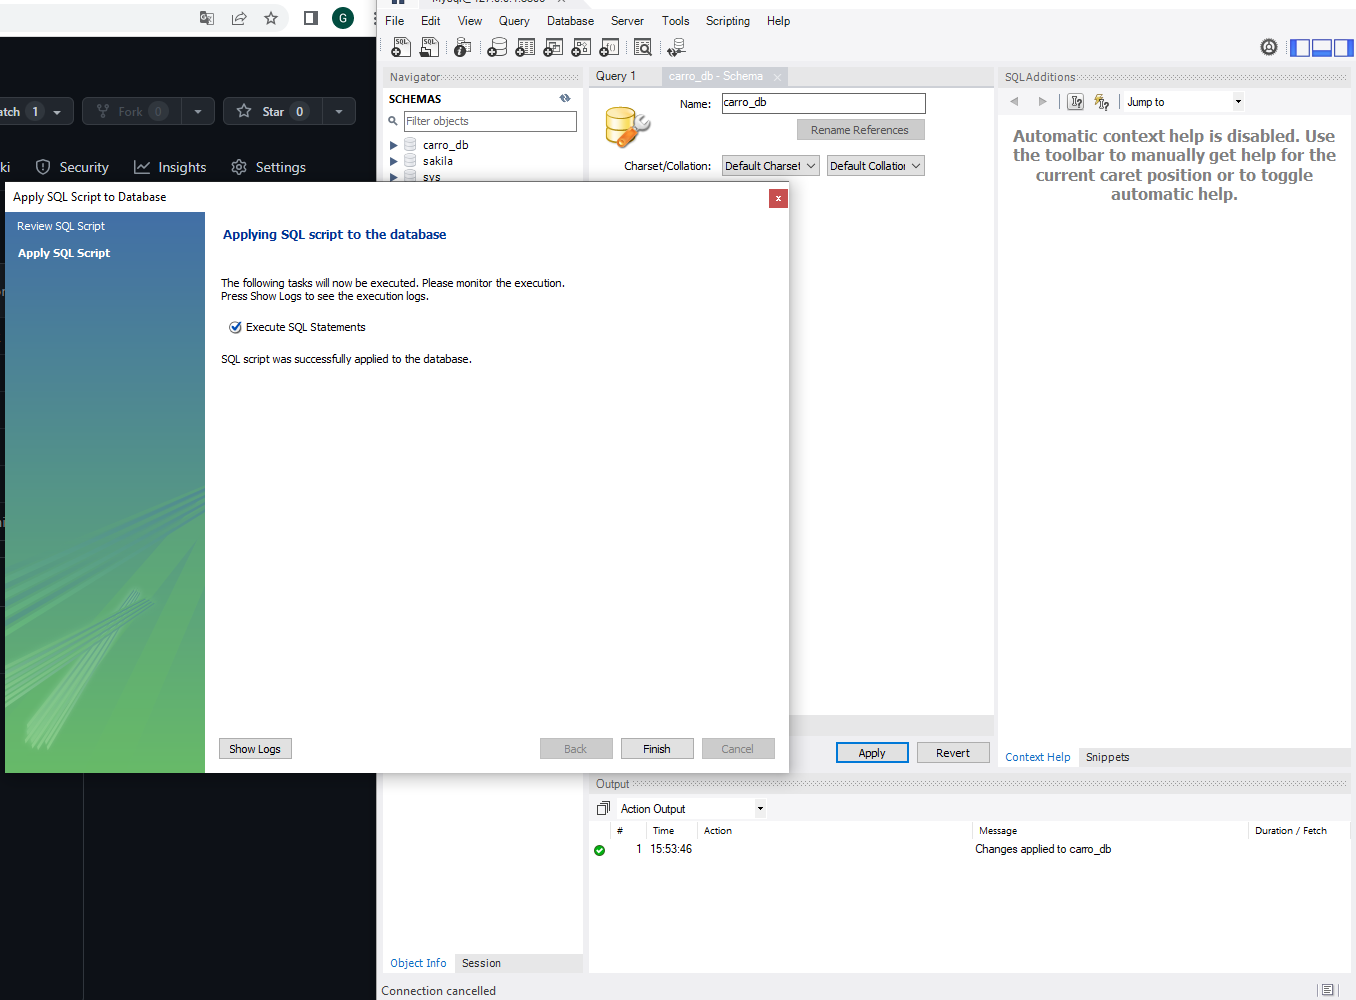 G
File Edit View Query Database Server Tools Scripting Help
Navigator
SCHEMAS
Filter objects
carro_db
sakila
sys
Query 1
carro_db - Schema
Name: carro_db
Rename References
Charset/Collation: Default Charset Default Collation
SQLAdditions
Jump to
Automatic context help is disabled. Use
the toolbar to manually get help for the
current caret position or to toggle
automatic help.
1 Fork 0 Star 0
Security Insights Settings
Apply SQL Script to Database
Review SQL Script
Apply SQL Script
Applying SQL script to the database
The following tasks will now be executed. Please monitor the execution.
Press Show Logs to see the execution logs.
Execute SQL Statements
SQL script was successfully applied to the database.
Show Logs Back Finish Cancel
Apply Revert
Context Help Snippets
Output
Action Output
# Time Action Message Duration / Fetch
1 15:53:46 Changes applied to carro_db
Object Info Session
Connection cancelled